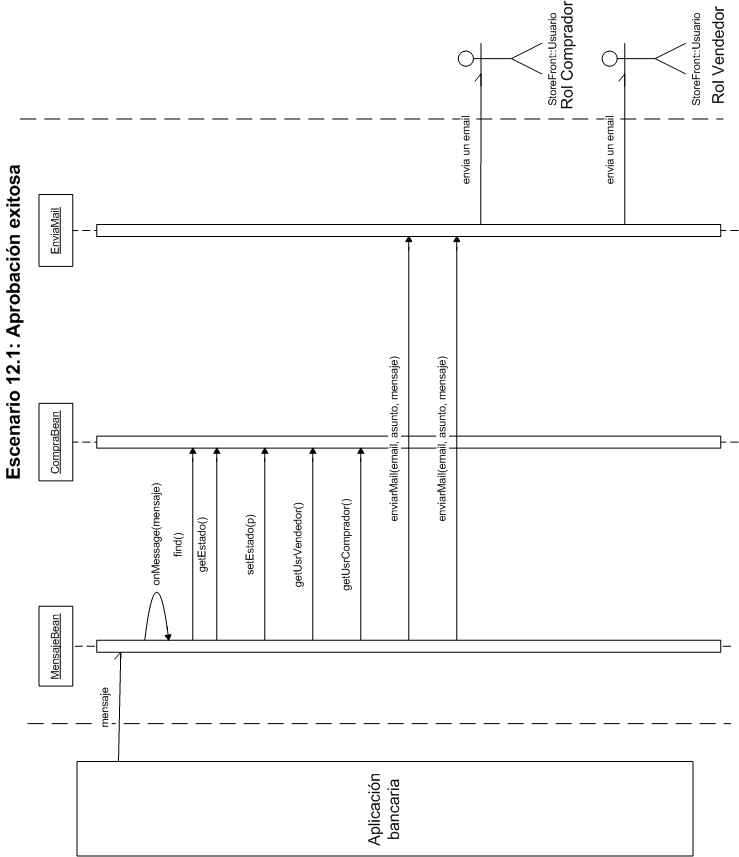 Escenario 12.1: Aprobación exitosa
MensajeBean
CompraBean
EnviaMail
Aplicación
bancaria
mensaje
onMessage(mensaje)
find()
getEstado()
setEstado(p)
getUsrVendedor()
getUsrComprador()
enviarMail(email, asunto, mensaje)
enviarMail(email, asunto, mensaje)
envia un email
StoreFront::Usuario
Rol Comprador
envia un email
StoreFront::Usuario
Rol Vendedor